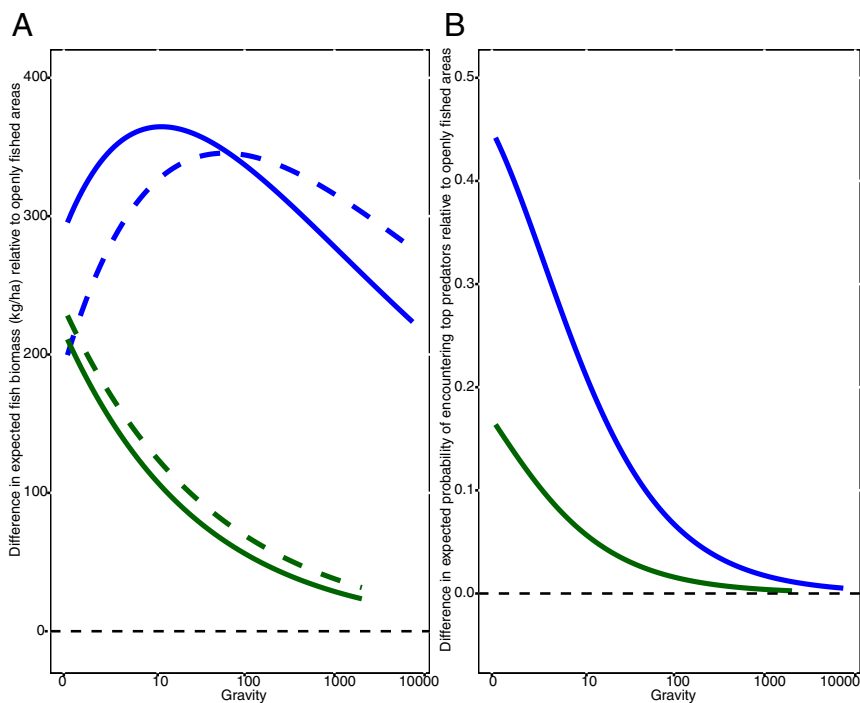 A
Difference in expected fish biomass (kg/ha) relative to openly fished areas
400
300
200
100
0
0 10 100 1000 10000
Gravity
B
Difference in expected probability of encountering top predators relative to openly fished areas
0.5
0.4
0.3
0.2
0.1
0.0
0 10 100 1000 10000
Gravity